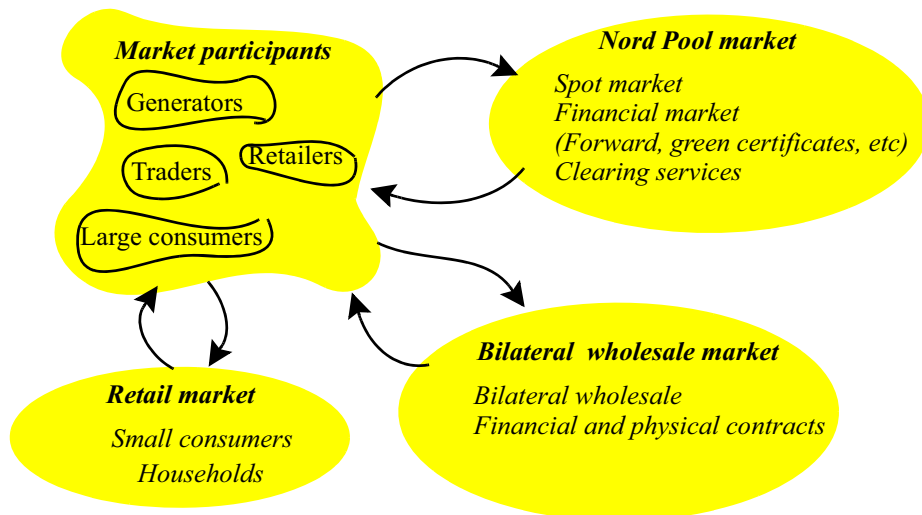 Market participants
Generators
Retailers
Traders
Large consumers
Nord Pool market
Spot market
Financial market
(Forward, green certificates, etc)
Clearing services
Bilateral wholesale market
Bilateral wholesale
Financial and physical contracts
Retail market
Small consumers
Households